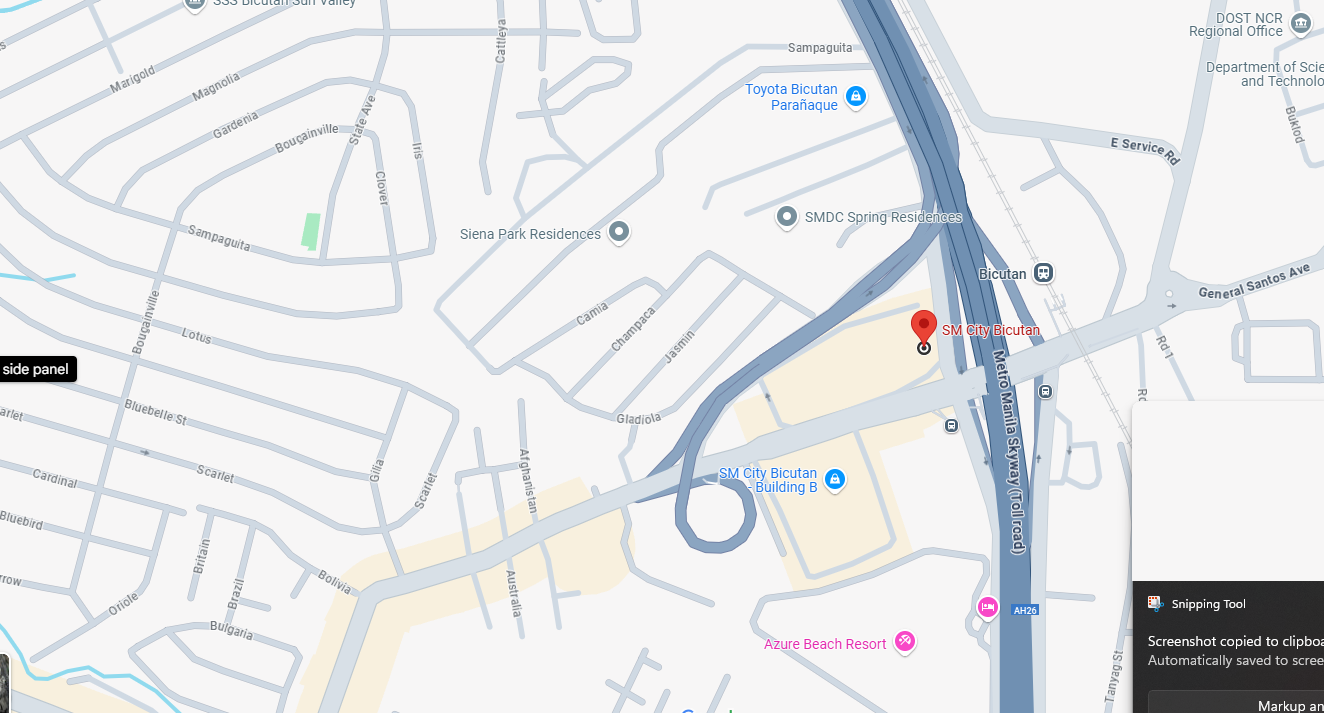 SSS Bicutan Sun Valley
DOST NCR
Regional Office
Cattleya
Sampaguita
Department of Scie
and Technolo
Marigold
Magnolia
Toyota Bicutan
Parañaque
State Ave
Gardenia
Buklod
Bougainville
Iris
E Service Rd
Clover
Sampaguita
Siena Park Residences
SMDC Spring Residences
Bicutan
General Santos Ave
Bougainville
Camia
Champaca
Jasmin
SM City Bicutan
Lotus
Rd 1
side panel
Metro Manila Skyway (Toll road)
Rd
Bluebelle St
Scarlet
Gladiola
Gilia
Scarlet
Scarlet
Afghanistan
Cardinal
SM City Bicutan
- Building B
Bluebird
Britain
Bolivia
Brazil
Australia
Oriole
AH26
Snipping Tool
Bulgaria
Azure Beach Resort
Screenshot copied to clipboa
Automatically saved to scree
Tanyag St
Markup an